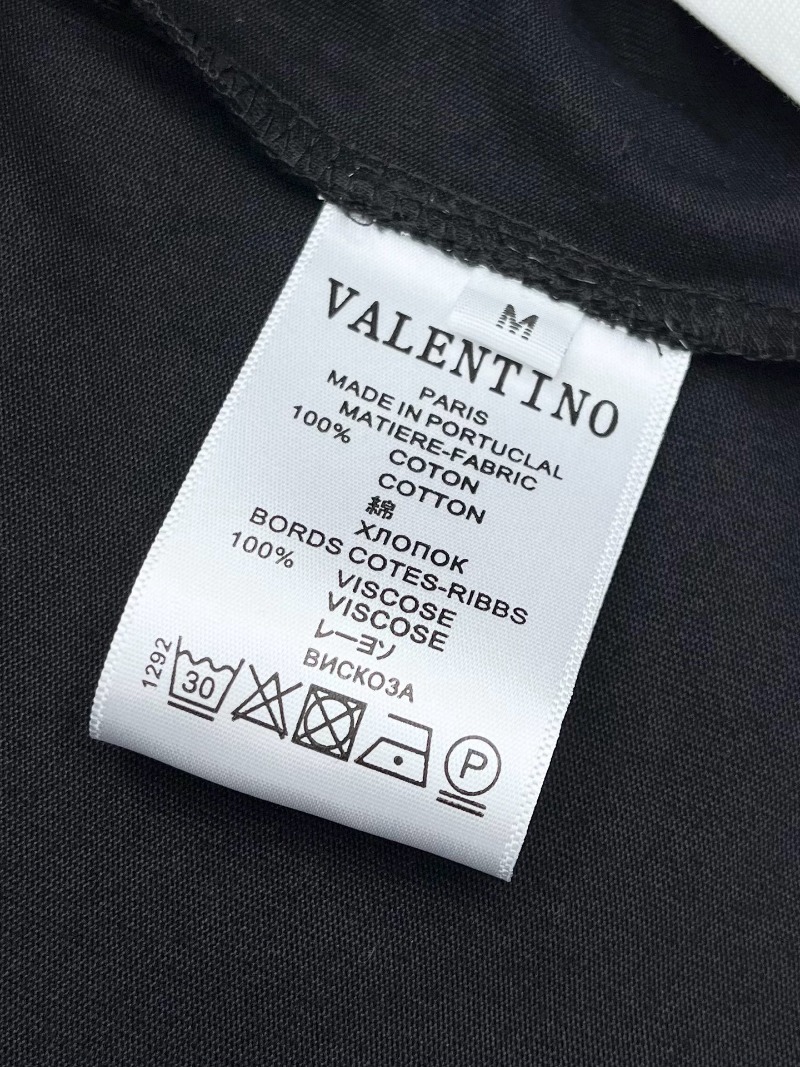 M
VALENTINO
PARIS
MADE IN PORTUCLAL
MATIERE-FABRIC
100% COTON
COTTON
綿
ХЛОПОК
BORDS COTES-RIBBS
100% VISCOSE
VISCOSE
レーヨン
ВИСКОЗА
1292
30
P